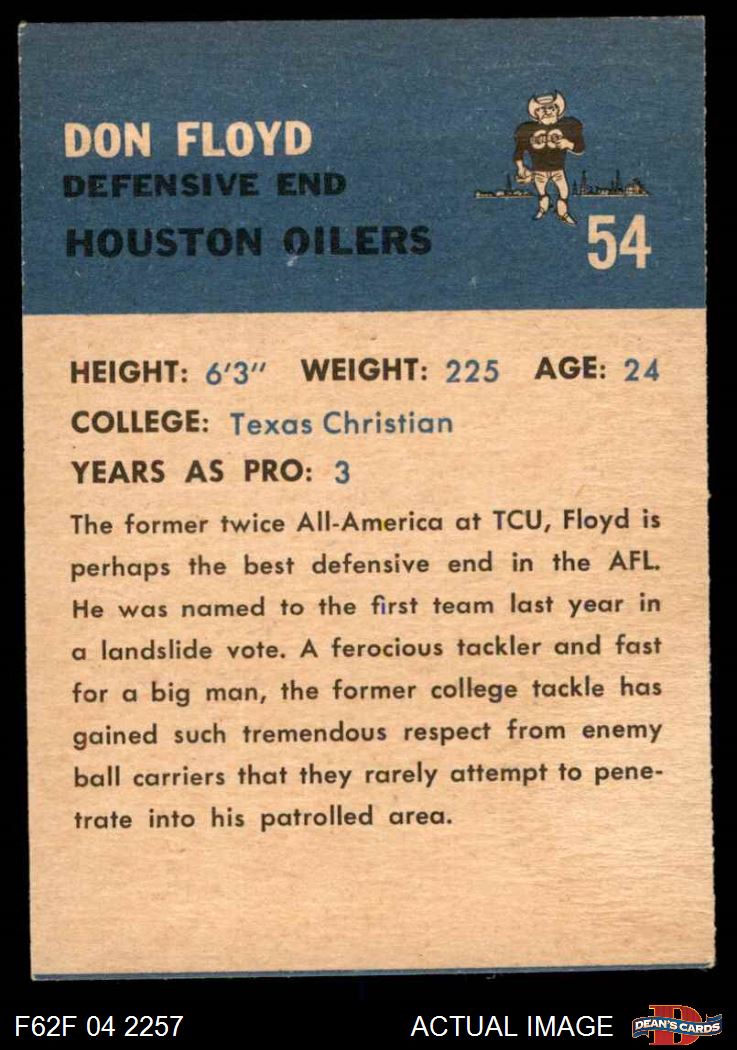 DON FLOYD
DEFENSIVE END
HOUSTON OILERS
54
HEIGHT: 6'3" WEIGHT: 225 AGE: 24
COLLEGE: Texas Christian
YEARS AS PRO: 3
The former twice All-America at TCU, Floyd is
perhaps the best defensive end in the AFL.
He was named to the first team last year in
a landslide vote. A ferocious tackler and fast
for a big man, the former college tackle has
gained such tremendous respect from enemy
ball carriers that they rarely attempt to pene-
trate into his patrolled area.
F62F 04 2257 ACTUAL IMAGE DEAN'S CARDS